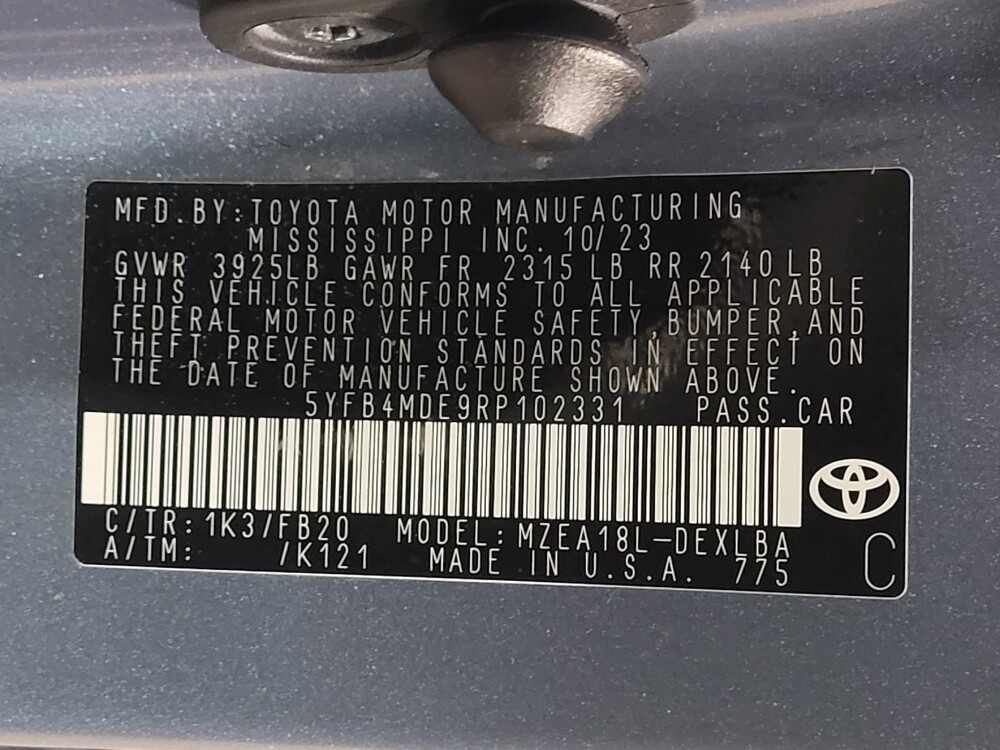 MFD.BY:TOYOTA MOTOR MANUFACTURING
MISSISSIPPI INC. 10/23
GVWR 3925LB GAWR FR 2315 LB RR 2140 LB
THIS VEHICLE CONFORMS TO ALL APPLICABLE
FEDERAL MOTOR VEHICLE SAFETY,BUMPER,AND
THEFT PREVENTION STANDARDS IN EFFECT ON
THE DATE OF MANUFACTURE SHOWN ABOVE.
5YFB4MDE9RP102331 PASS.CAR
C/TR: 1K3/FB20 MODEL: MZEA18L-DEXLBA
A/TM: /K121 MADE IN U.S.A. 775 C